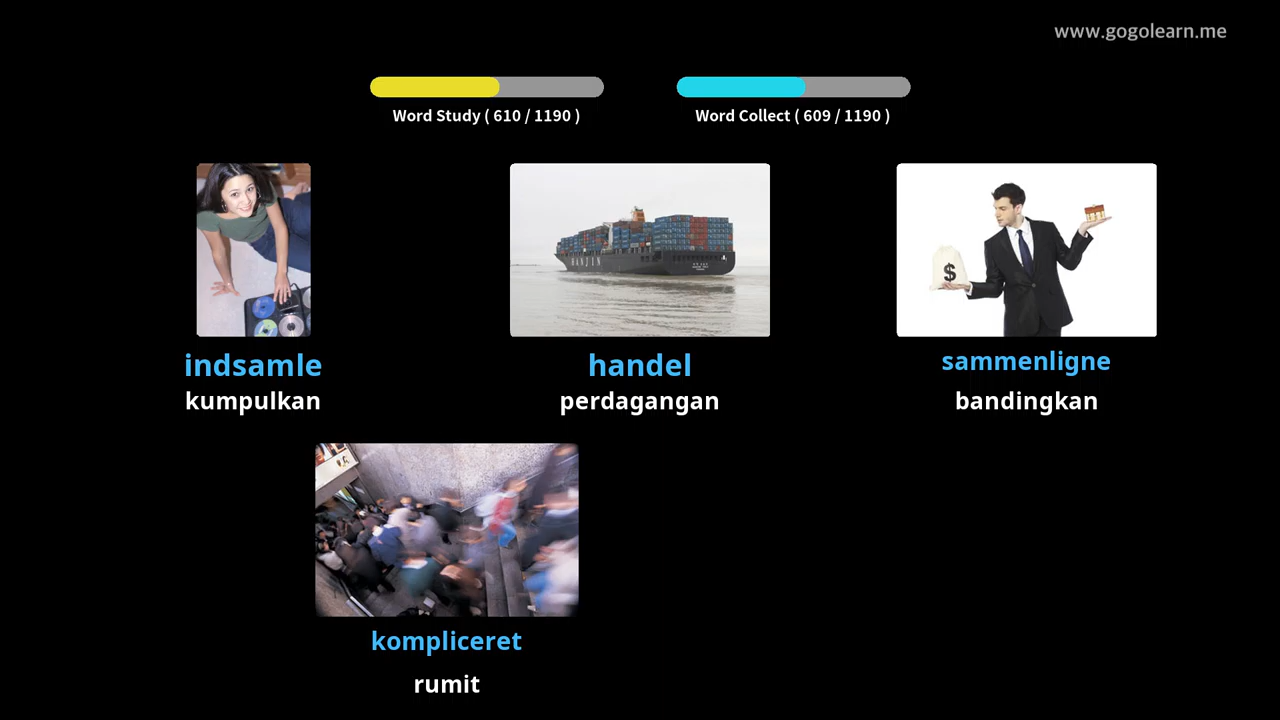 www.gogolearn.me
Word Study ( 610 / 1190 )
Word Collect ( 609 / 1190 )
HANJIN
$
indsamle
handel
sammenligne
kumpulkan
perdagangan
bandingkan
kompliceret
rumit